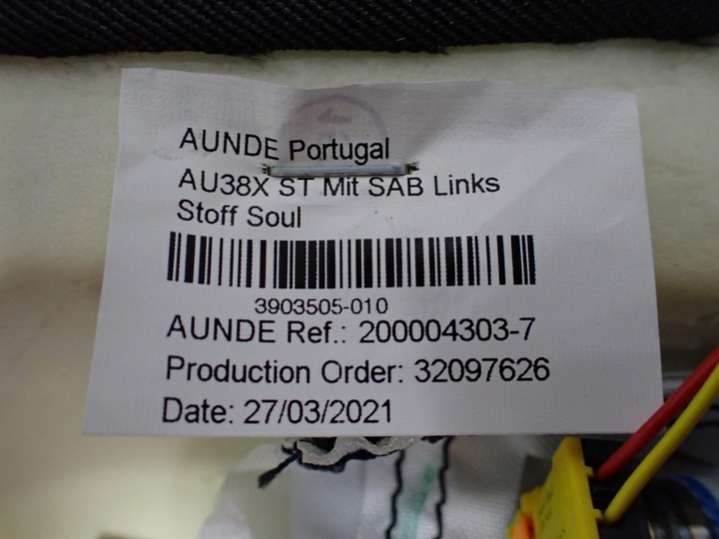 AUNDE Portugal
AU38X ST Mit SAB Links
Stoff Soul
3903505-010
AUNDE Ref.: 200004303-7
Production Order: 32097626
Date: 27/03/2021